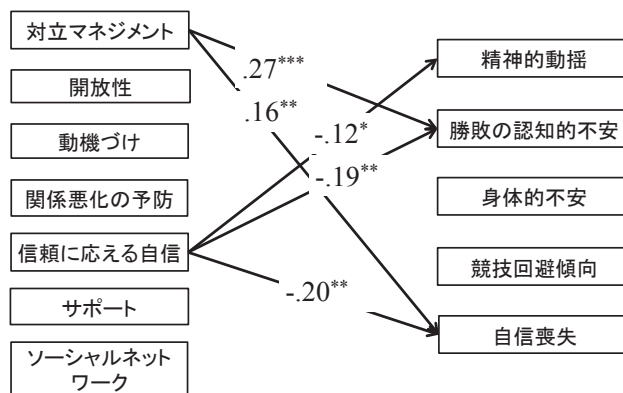 対立マネジメント
開放性
動機づけ
関係悪化の予防
信頼に応える自信
サポート
ソーシャルネット
ワーク
.27***
.16**
-.12*
-.19**
-.20**
精神的動揺
勝敗の認知的不安
身体的不安
競技回避傾向
自信喪失